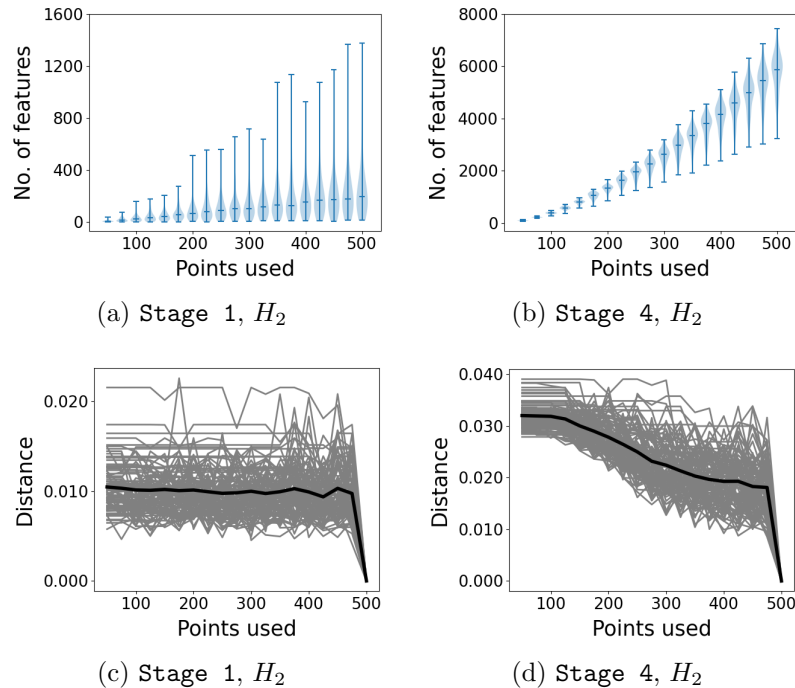 1600
1200
800
400
0
No. of features
100 200 300 400 500
Points used
(a) Stage 1, H₂
8000
6000
4000
2000
0
No. of features
100 200 300 400 500
Points used
(b) Stage 4, H₂
0.020
0.010
0.000
Distance
100 200 300 400 500
Points used
(c) Stage 1, H₂
0.040
0.030
0.020
0.010
0.000
Distance
100 200 300 400 500
Points used
(d) Stage 4, H₂